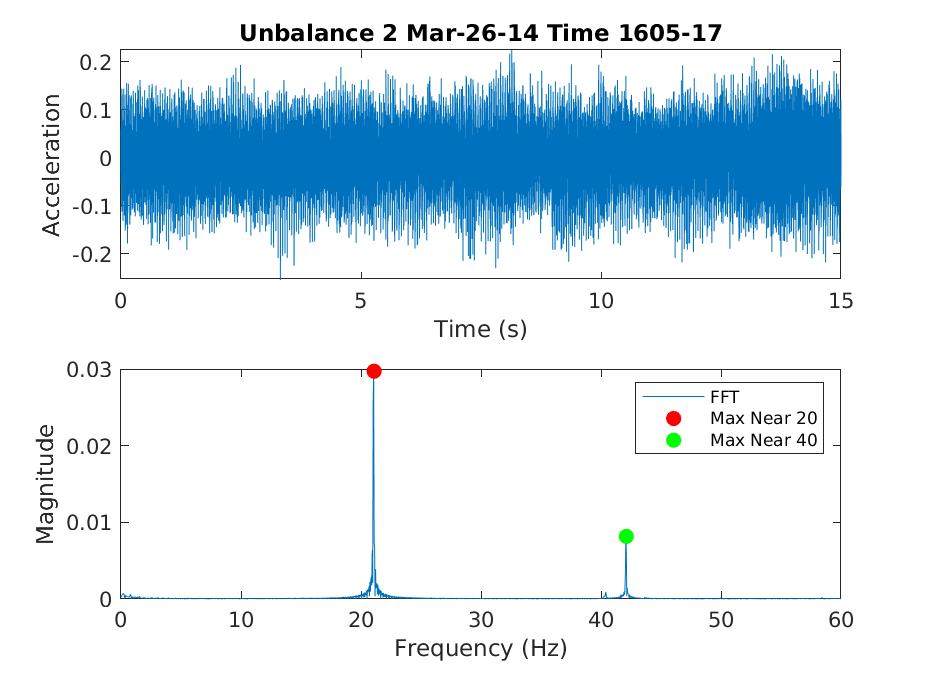 Unbalance 2 Mar-26-14 Time 1605-17
0.2
0.1
0
-0.1
-0.2
Acceleration
0 5 10 15
Time (s)
0.03
0.02
0.01
0
Magnitude
FFT
Max Near 20
Max Near 40
0 10 20 30 40 50 60
Frequency (Hz)